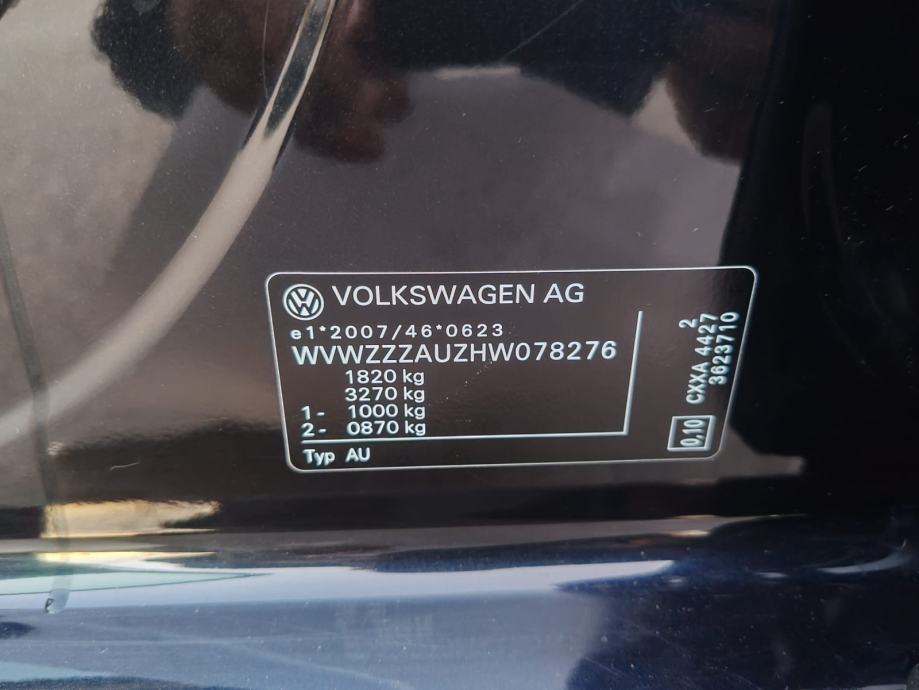 VOLKSWAGEN AG
e1*2007/46*0623
WVWZZZAUZHW078276
1820 kg
3270 kg
1- 1000 kg
2- 0870 kg
Typ AU
2
CXXA 4427
3623710
0,10